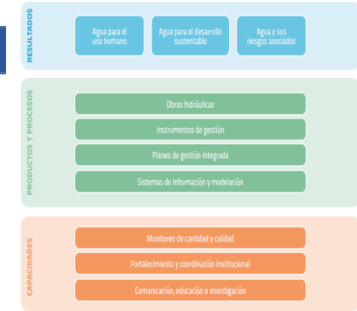 RESULTADOS
Agua para el
uso humano
Agua para el desarrollo
sustentable
Agua y sus
riesgos asociados
PRODUCTOS Y PROCESOS
Obras hidráulicas
Instrumentos de gestión
Planes de gestión integrada
Sistemas de Información y modelación
CAPACIDADES
Monitoreo de cantidad y calidad
Fortalecimiento y coordinación institucional
Comunicación, educación e investigación